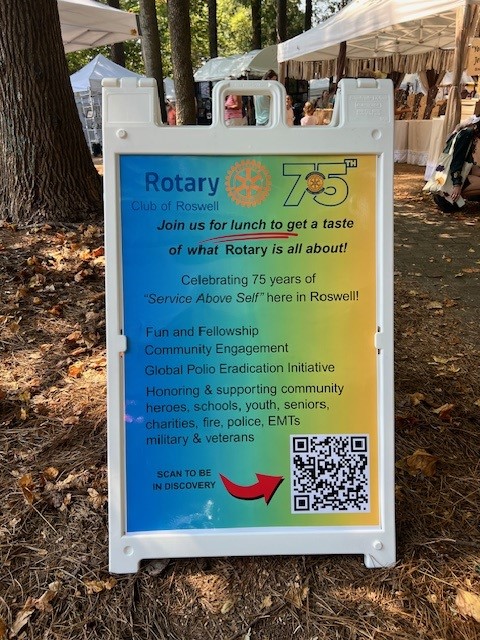 Rotary
75TH
Club of Roswell
Join us for lunch to get a taste
of what Rotary is all about!
Celebrating 75 years of
"Service Above Self" here in Roswell!
Fun and Fellowship
Community Engagement
Global Polio Eradication Initiative
Honoring & supporting community
heroes, schools, youth, seniors,
charities, fire, police, EMTs
military & veterans
SCAN TO BE
IN DISCOVERY